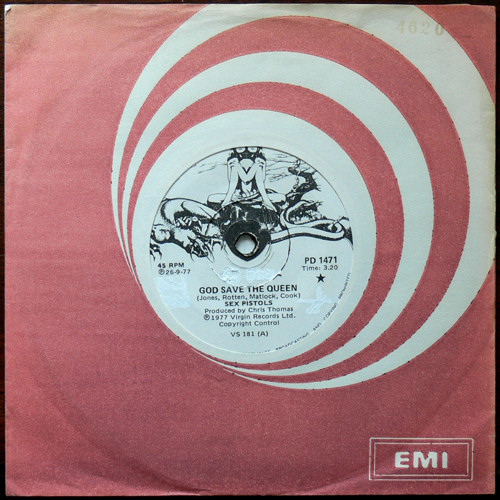 4620
45 RPM
℗26-9-77
PD 1471
Time: 3.20
GOD SAVE THE QUEEN
(Jones, Rotten, Matlock, Cook)
SEX PISTOLS
Produced by Chris Thomas
℗1977 Virgin Records Ltd.
Copyright Control
VS 181 (A)
EMI